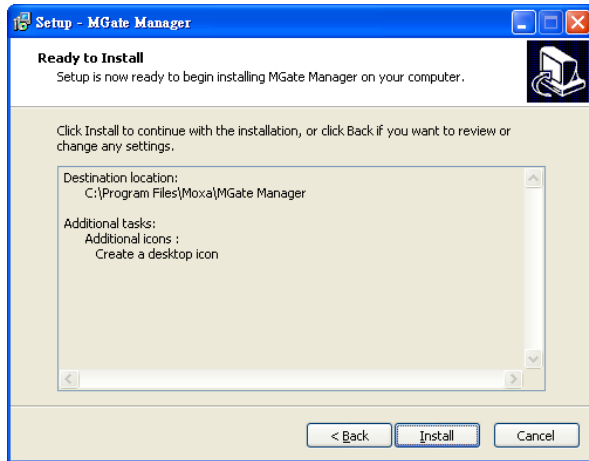 Setup - MGate Manager
Ready to Install
Setup is now ready to begin installing MGate Manager on your computer.
Click Install to continue with the installation, or click Back if you want to review or
change any settings.
Destination location:
C:\Program Files\Moxa\MGate Manager
Additional tasks:
Additional icons :
Create a desktop icon
< Back
Install
Cancel